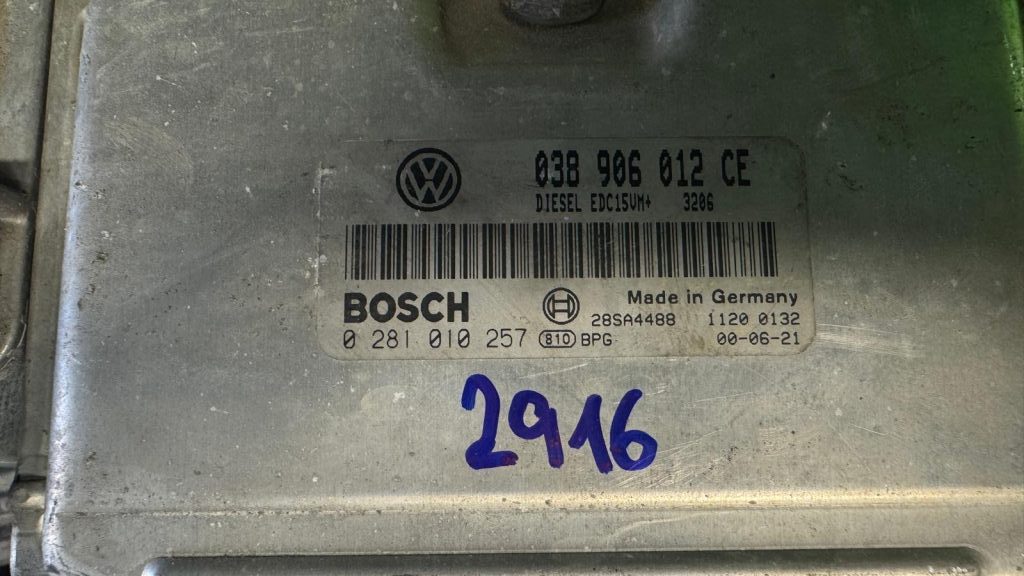 038 906 012 CE
DIESEL EDC15VM+ 3206
BOSCH
Made in Germany
28SA4488 1120 0132
0 281 010 257 810 BPG 00-06-21
2916